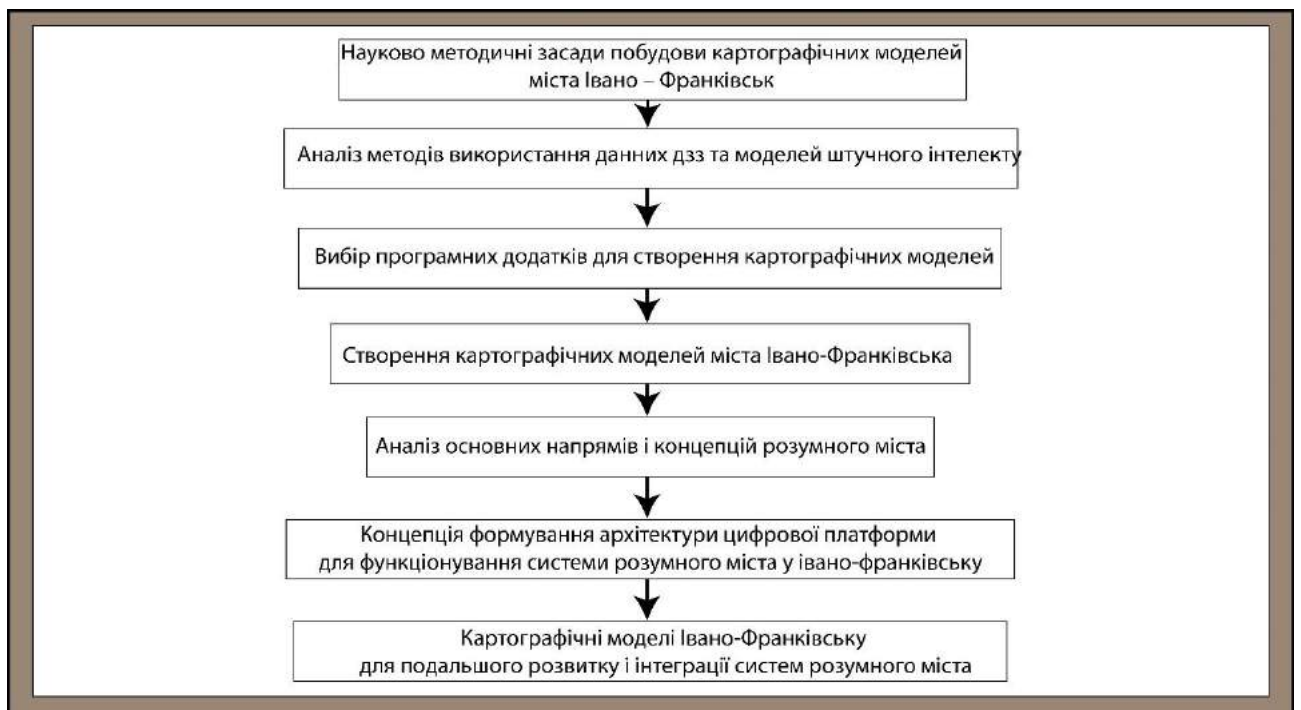 Науково методичні засади побудови картографічних моделей
міста Івано – Франківськ
Аналіз методів використання данних дзз та моделей штучного інтелекту
Вибір програмних додатків для створення картографічних моделей
Створення картографічних моделей міста Івано-Франківська
Аналіз основних напрямів і концепцій розумного міста
Концепція формування архітектури цифрової платформи
для функціонування системи розумного міста у івано-франківську
Картографічні моделі Івано-Франківську
для подальшого розвитку і інтеграції систем розумного міста